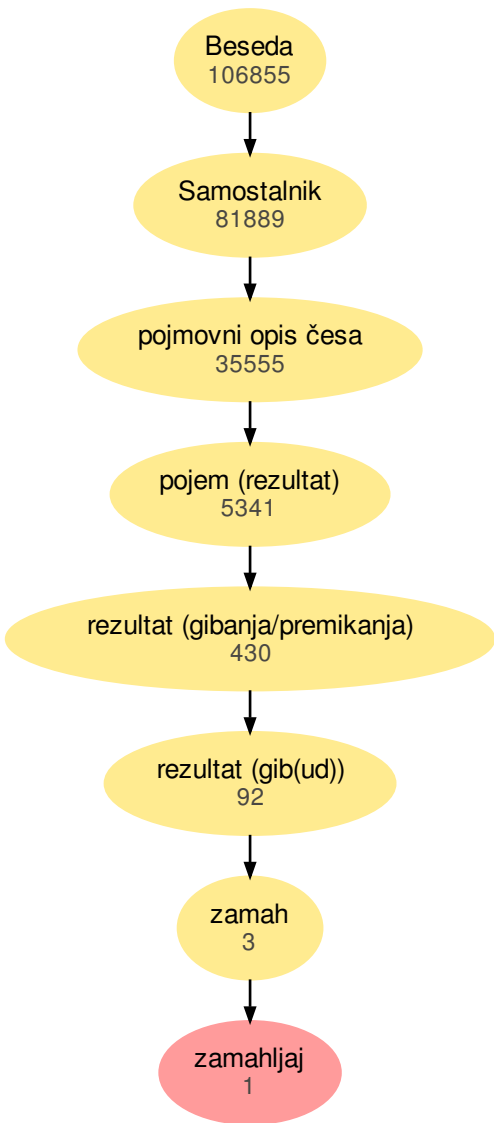 Beseda
106855
Samostalnik
81889
pojmovni opis česa
35555
pojem (rezultat)
5341
rezultat (gibanja/premikanja)
430
rezultat (gib(ud))
92
zamah
3
zamahljaj
1